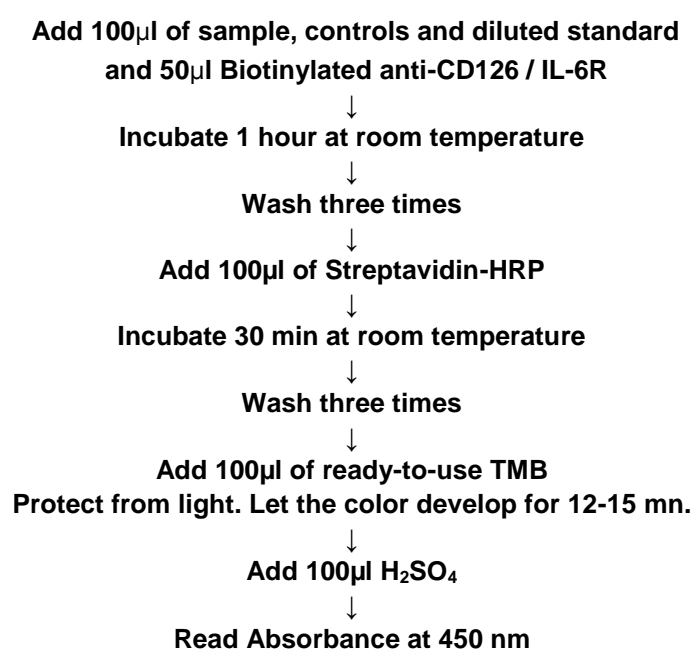 Add 100µl of sample, controls and diluted standard
and 50µl Biotinylated anti-CD126 / IL-6R
↓
Incubate 1 hour at room temperature
↓
Wash three times
↓
Add 100µl of Streptavidin-HRP
↓
Incubate 30 min at room temperature
↓
Wash three times
↓
Add 100µl of ready-to-use TMB
Protect from light. Let the color develop for 12-15 mn.
↓
Add 100µl H₂SO₄
↓
Read Absorbance at 450 nm